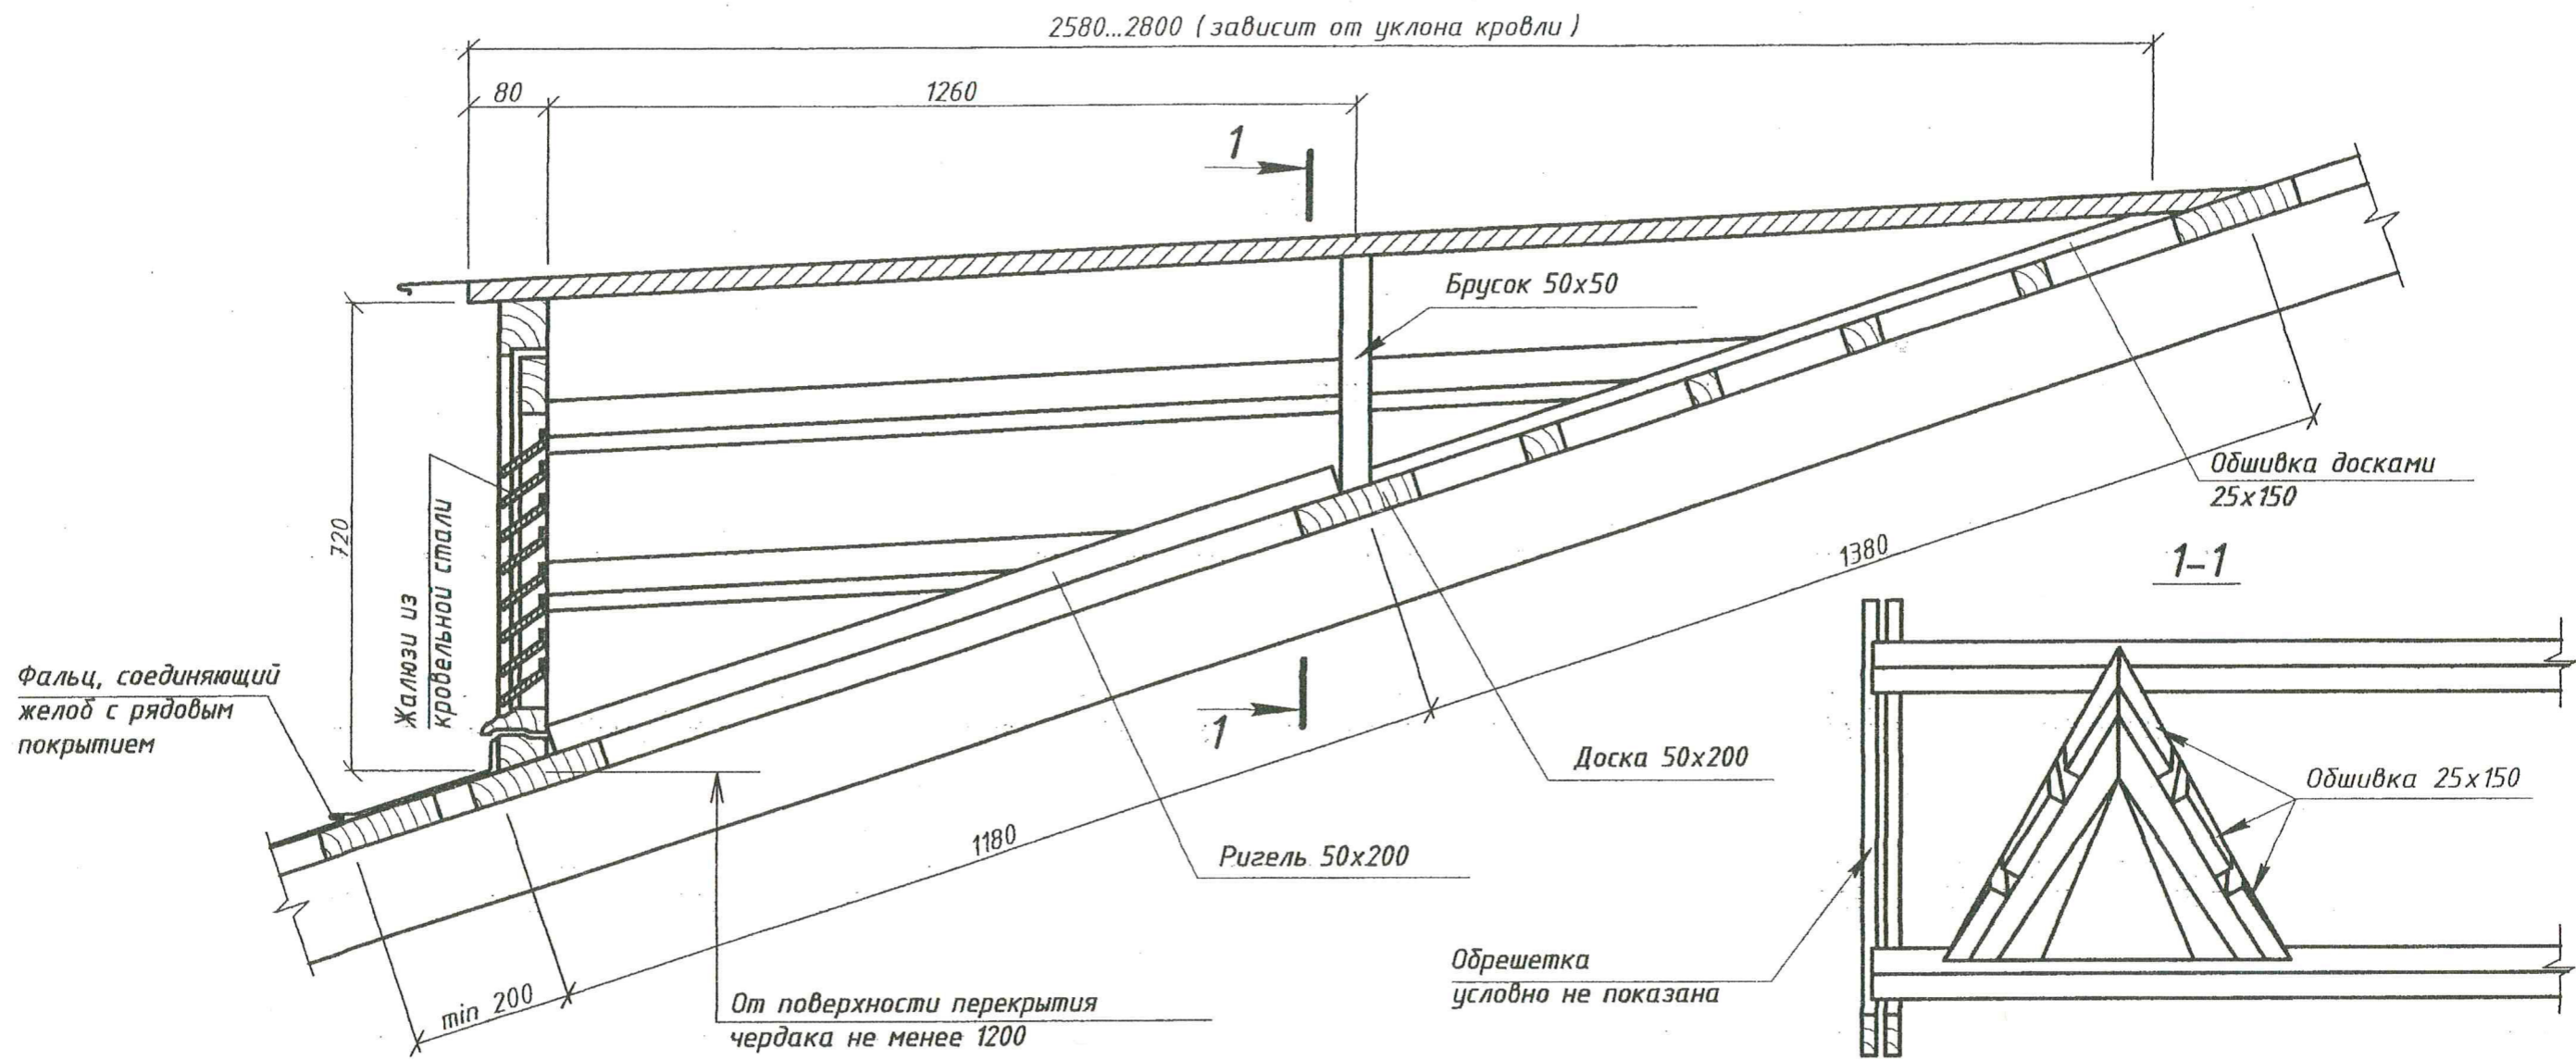 2580...2800 (зависит от уклона кровли)
80
1260
1
Брусок 50х50
Обшивка досками
25х150
720
Жалюзи из
кровельной стали
1380
1-1
Фальц, соединяющий
желоб с рядовым
покрытием
1
Доска 50х200
Обшивка 25х150
1180
Ригель 50х200
Обрешетка
условно не показана
min 200
От поверхности перекрытия
чердака не менее 1200